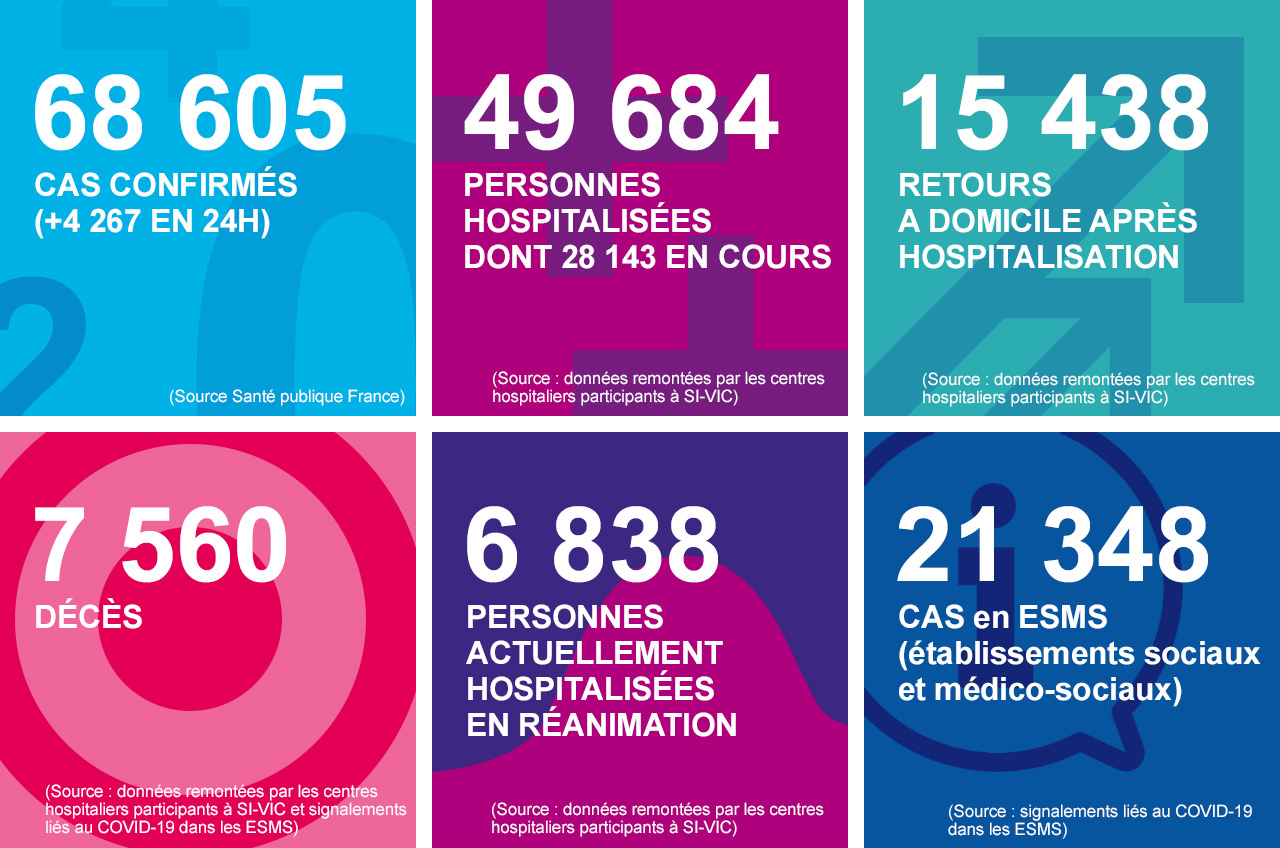 68 605
CAS CONFIRMÉS
(+4 267 EN 24H)
(Source Santé publique France)
49 684
PERSONNES
HOSPITALISÉES
DONT 28 143 EN COURS
(Source : données remontées par les centres
hospitaliers participants à SI-VIC)
15 438
RETOURS
A DOMICILE APRÈS
HOSPITALISATION
(Source : données remontées par les centres
hospitaliers participants à SI-VIC)
7 560
DÉCÈS
(Source : données remontées par les centres
hospitaliers participants à SI-VIC et signalements
liés au COVID-19 dans les ESMS)
6 838
PERSONNES
ACTUELLEMENT
HOSPITALISÉES
EN RÉANIMATION
(Source : données remontées par les centres
hospitaliers participants à SI-VIC)
21 348
CAS en ESMS
(établissements sociaux
et médico-sociaux)
(Source : signalements liés au COVID-19
dans les ESMS)